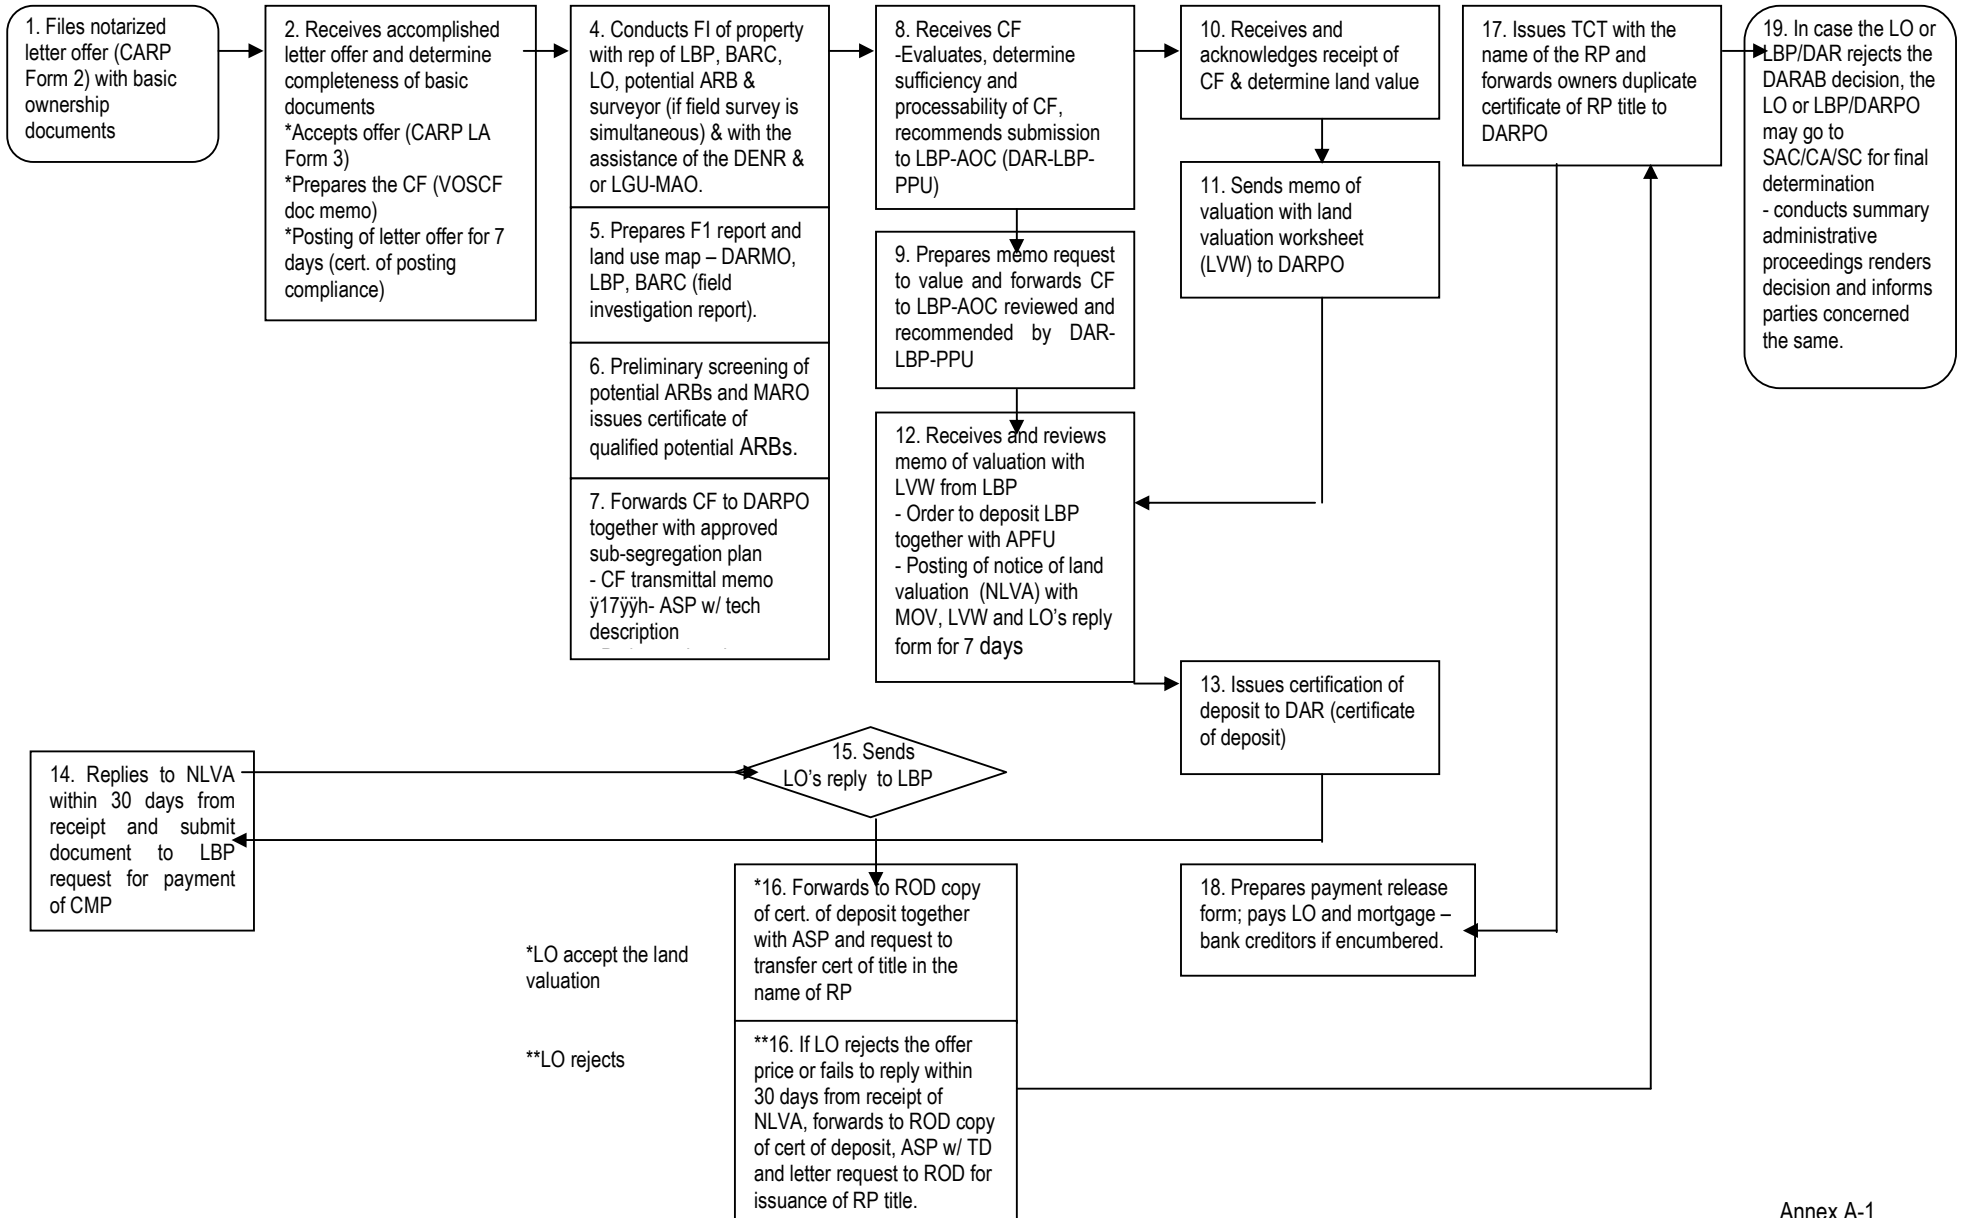 1. Files notarized
letter offer (CARP
Form 2) with basic
ownership
documents
2. Receives accomplished
letter offer and determine
completeness of basic
documents
*Accepts offer (CARP LA
Form 3)
*Prepares the CF (VOSCF
doc memo)
*Posting of letter offer for 7
days (cert. of posting
compliance)
4. Conducts FI of property
with rep of LBP, BARC,
LO, potential ARB &
surveyor (if field survey is
simultaneous) & with the
assistance of the DENR &
or LGU-MAO.
5. Prepares F1 report and
land use map – DARMO,
LBP, BARC (field
investigation report).
6. Preliminary screening of
potential ARBs and MARO
issues certificate of
qualified potential ARBs.
7. Forwards CF to DARPO
together with approved
sub-segregation plan
- CF transmittal memo
ÿ17ÿÿh- ASP w/ tech
description
8. Receives CF
-Evaluates, determine
sufficiency and
processability of CF,
recommends submission
to LBP-AOC (DAR-LBP-
PPU)
9. Prepares memo request
to value and forwards CF
to LBP-AOC reviewed and
recommended by DAR-
LBP-PPU
12. Receives and reviews
memo of valuation with
LVW from LBP
- Order to deposit LBP
together with APFU
- Posting of notice of land
valuation (NLVA) with
MOV, LVW and LO’s reply
form for 7 days
10. Receives and
acknowledges receipt of
CF & determine land value
11. Sends memo of
valuation with land
valuation worksheet
(LVW) to DARPO
13. Issues certification of
deposit to DAR (certificate
of deposit)
17. Issues TCT with the
name of the RP and
forwards owners duplicate
certificate of RP title to
DARPO
19. In case the LO or
LBP/DAR rejects the
DARAB decision, the
LO or LBP/DARPO
may go to
SAC/CA/SC for final
determination
- conducts summary
administrative
proceedings renders
decision and informs
parties concerned
the same.
14. Replies to NLVA
within 30 days from
receipt and submit
document to LBP
request for payment
of CMP
15. Sends
LO’s reply to LBP
*LO accept the land
valuation
**LO rejects
*16. Forwards to ROD copy
of cert. of deposit together
with ASP and request to
transfer cert of title in the
name of RP
**16. If LO rejects the offer
price or fails to reply within
30 days from receipt of
NLVA, forwards to ROD copy
of cert of deposit, ASP w/ TD
and letter request to ROD for
issuance of RP title.
18. Prepares payment release
form; pays LO and mortgage –
bank creditors if encumbered.
Annex A-1